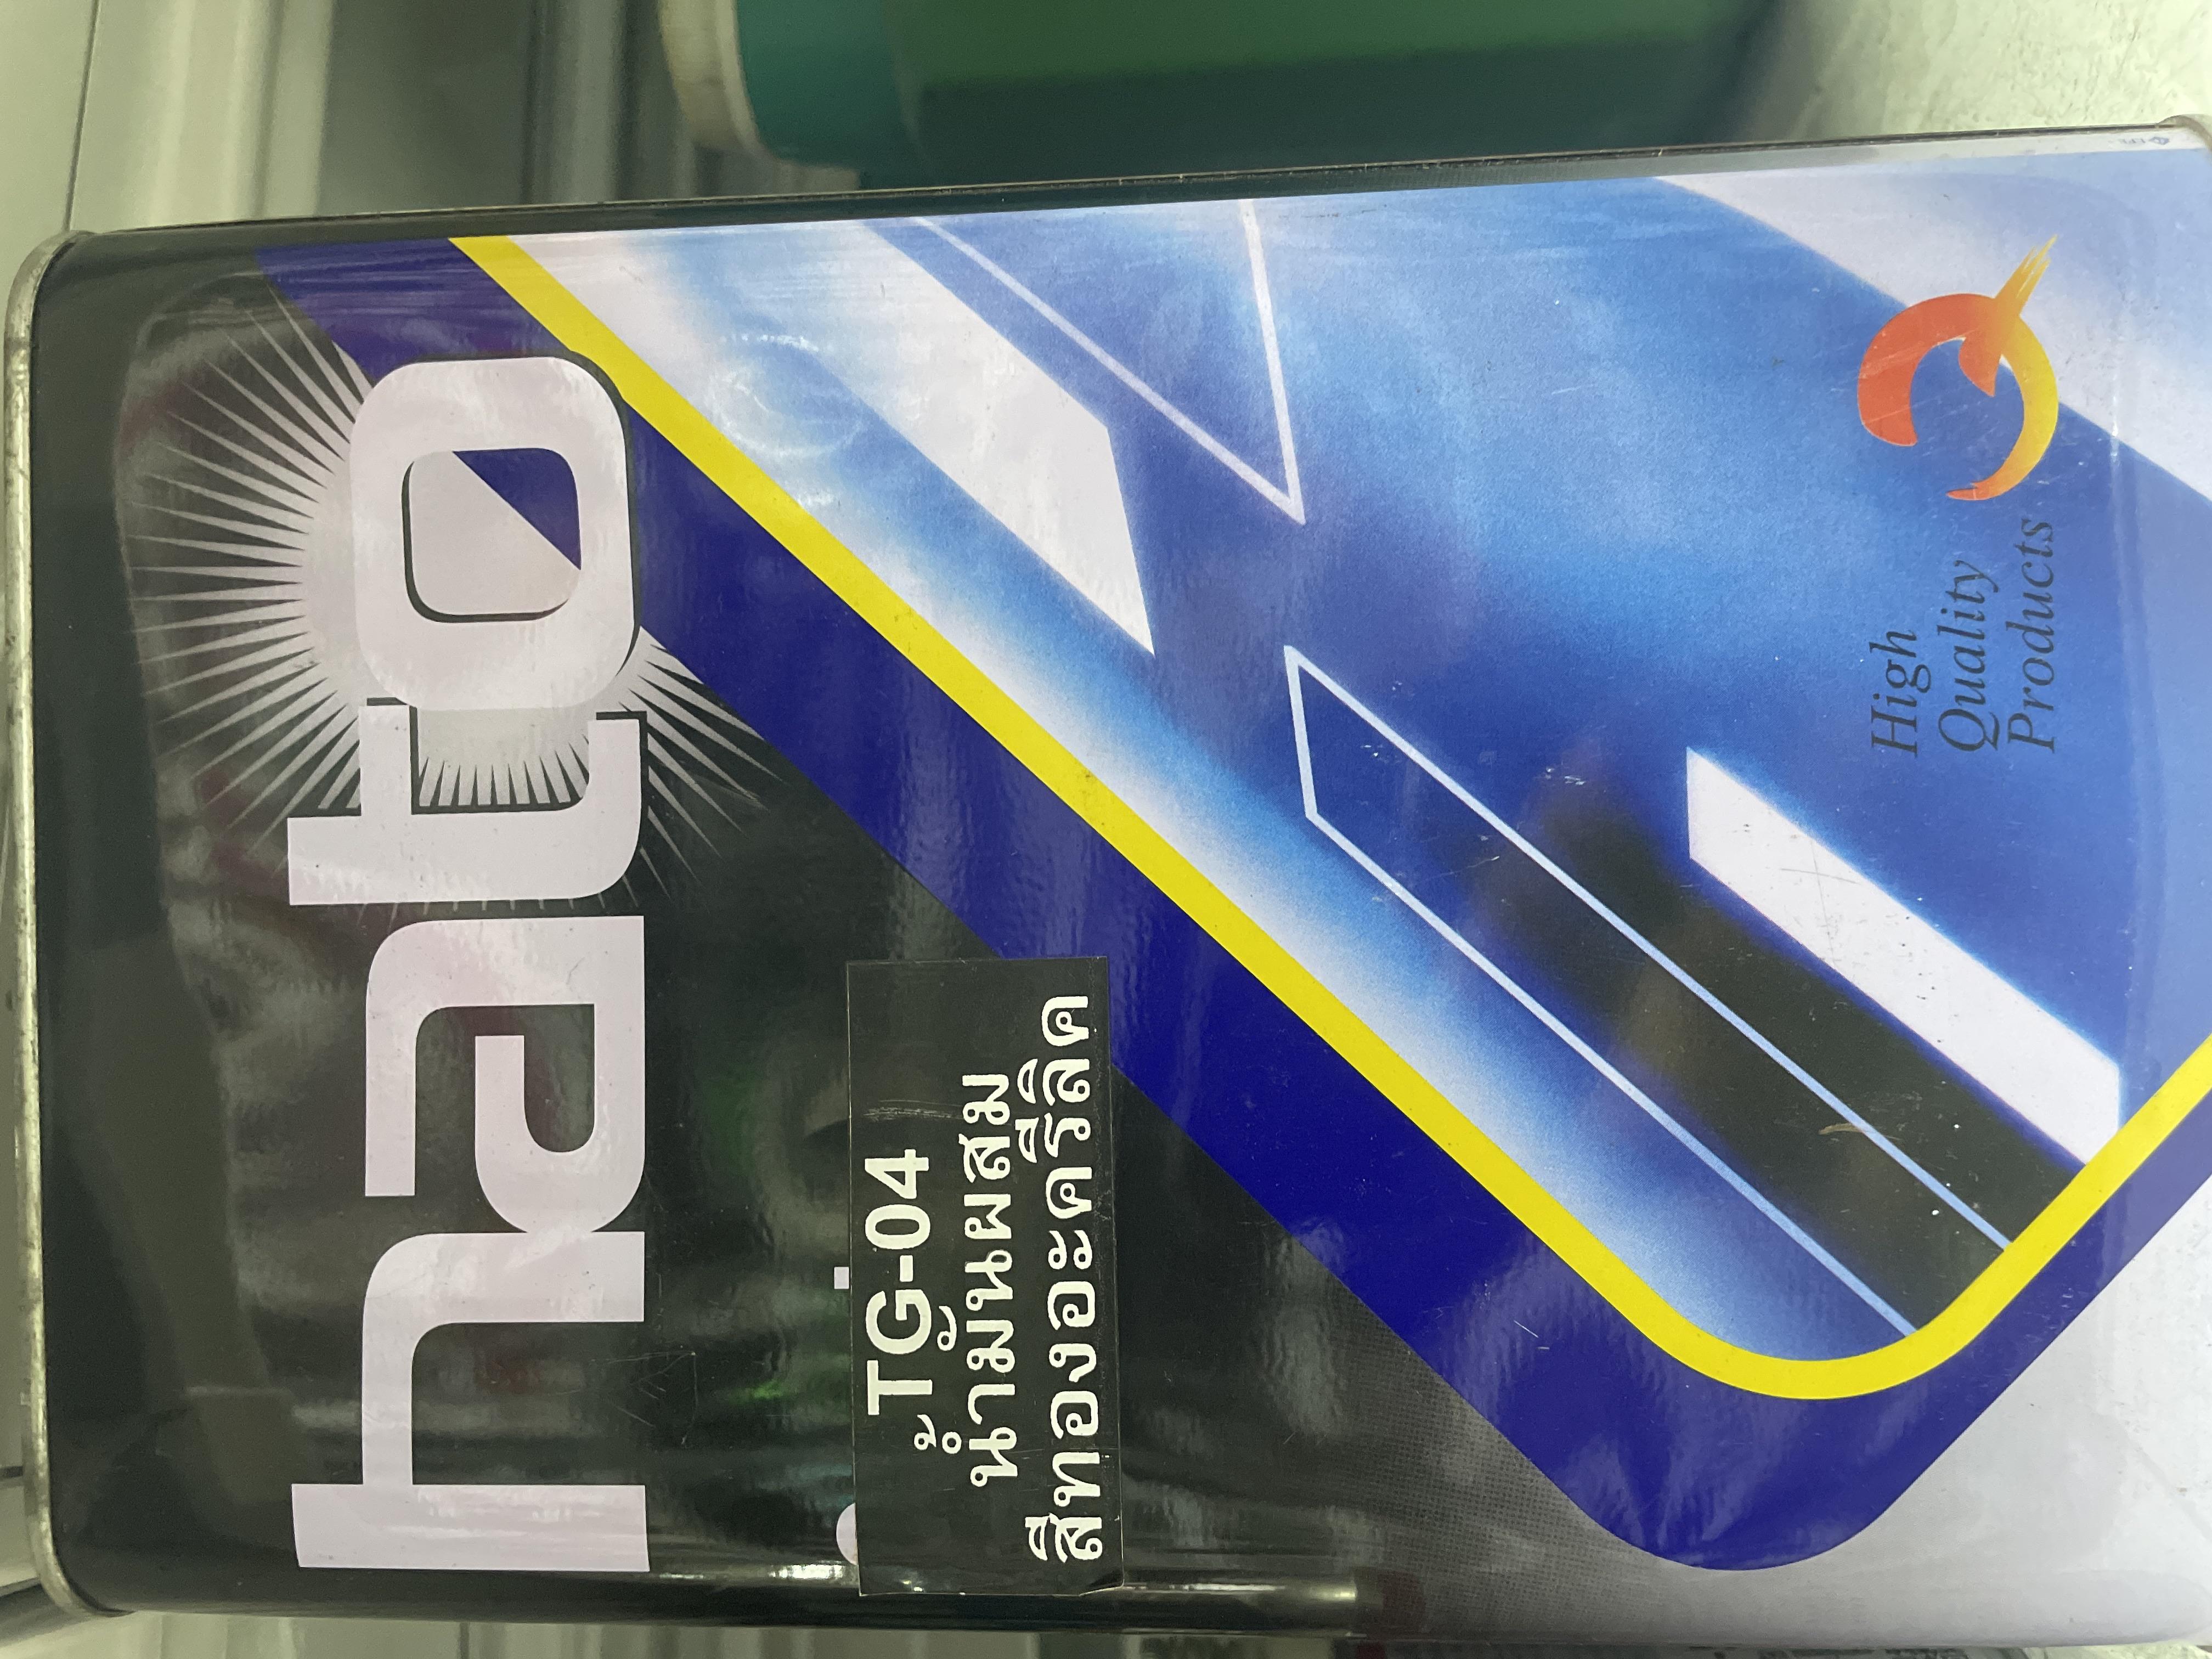 hato
TG-04
น้ำมันผสม
สีทองอะครีลิค
High
Quality
Products